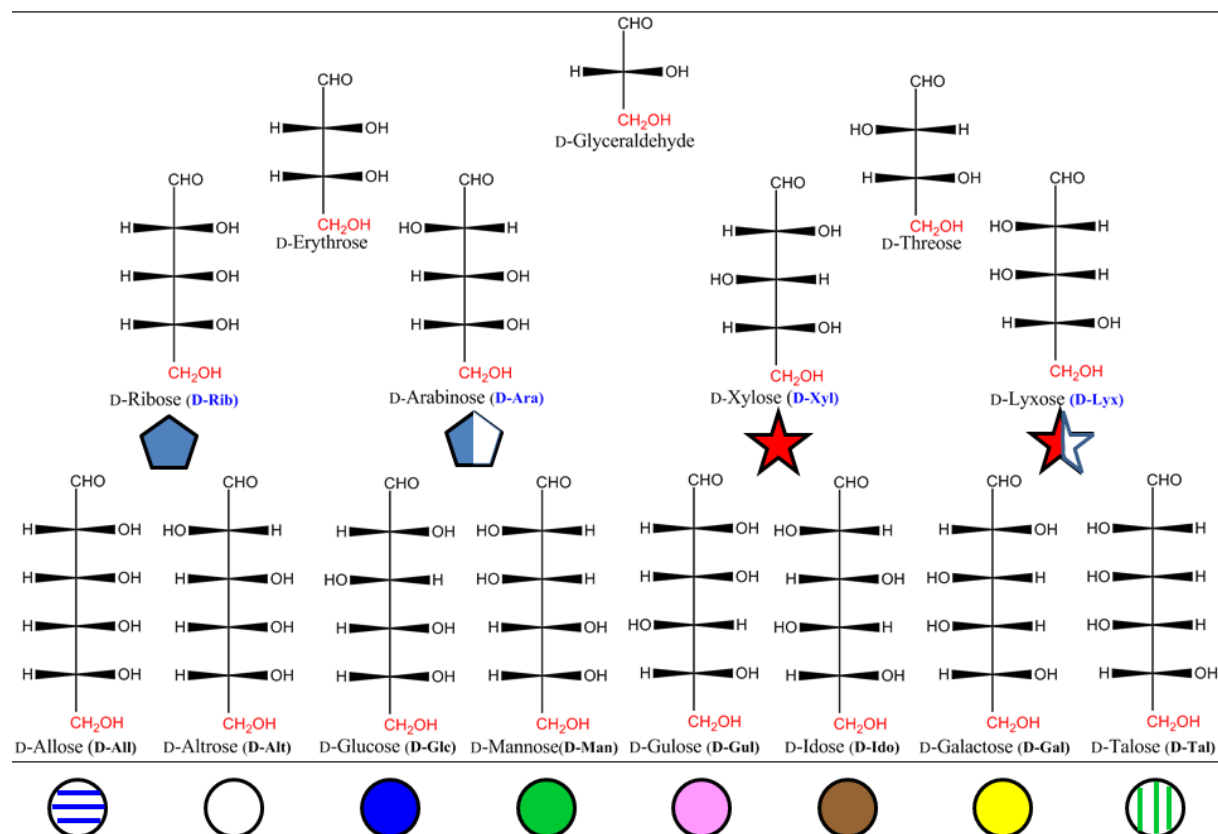 CHO
H OH
CH₂OH
D-Glyceraldehyde
CHO
H OH
H OH
CH₂OH
D-Erythrose
CHO
HO H
H OH
CH₂OH
D-Threose
CHO
H OH
H OH
H OH
CH₂OH
D-Ribose (D-Rib)
CHO
HO H
H OH
H OH
CH₂OH
D-Arabinose (D-Ara)
CHO
H OH
HO H
H OH
CH₂OH
D-Xylose (D-Xyl)
CHO
HO H
HO H
H OH
CH₂OH
D-Lyxose (D-Lyx)
CHO
H OH
H OH
H OH
H OH
CH₂OH
D-Allose (D-All)
CHO
HO H
H OH
H OH
H OH
CH₂OH
D-Altrose (D-Alt)
CHO
H OH
HO H
H OH
H OH
CH₂OH
D-Glucose (D-Glc)
CHO
HO H
HO H
H OH
H OH
CH₂OH
D-Mannose(D-Man)
CHO
H OH
H OH
HO H
H OH
CH₂OH
D-Gulose (D-Gul)
CHO
HO H
H OH
HO H
H OH
CH₂OH
D-Idose (D-Ido)
CHO
H OH
HO H
HO H
H OH
CH₂OH
D-Galactose (D-Gal)
CHO
HO H
HO H
HO H
H OH
CH₂OH
D-Talose (D-Tal)